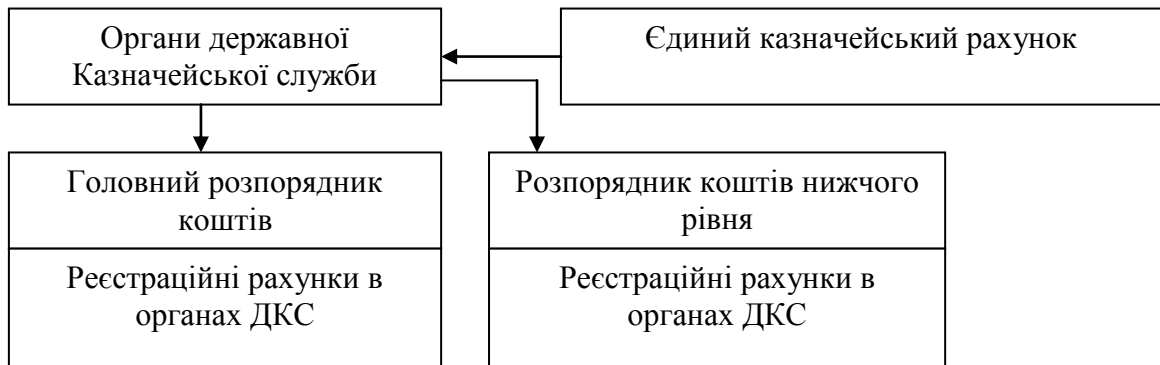 Органи державної
Казначейської служби
Єдиний казначейський рахунок
Головний розпорядник
коштів
Розпорядник коштів нижчого
рівня
Реєстраційні рахунки в
органах ДКС
Реєстраційні рахунки в
органах ДКС